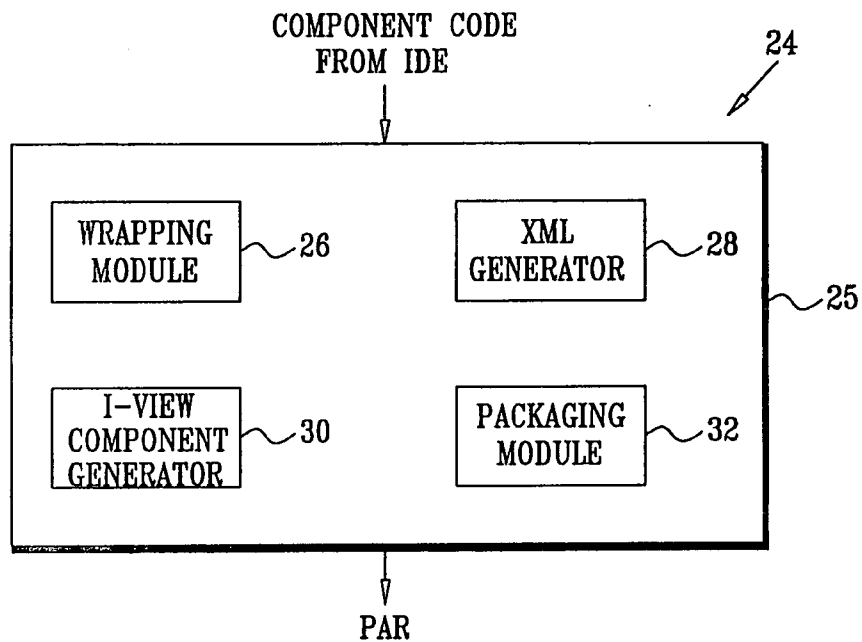 COMPONENT CODE
FROM IDE
24
WRAPPING
MODULE
26
XML
GENERATOR
28
25
I-VIEW
COMPONENT
GENERATOR
30
PACKAGING
MODULE
32
PAR